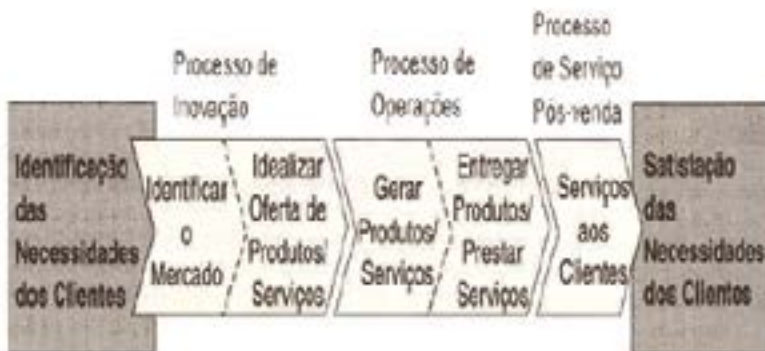 Processo de
Inovação
Processo de
Operações
Processo
de Serviço
Pós-venda
Identificação
das
Necessidades
dos Clientes
Identificar
o
Mercado
Idealizar
Oferta de
Produtos/
Serviços
Gerar
Produtos/
Serviços
Entregar
Produtos/
Prestar
Serviços
Serviços
aos
Clientes
Satisfação
das
Necessidades
dos Clientes